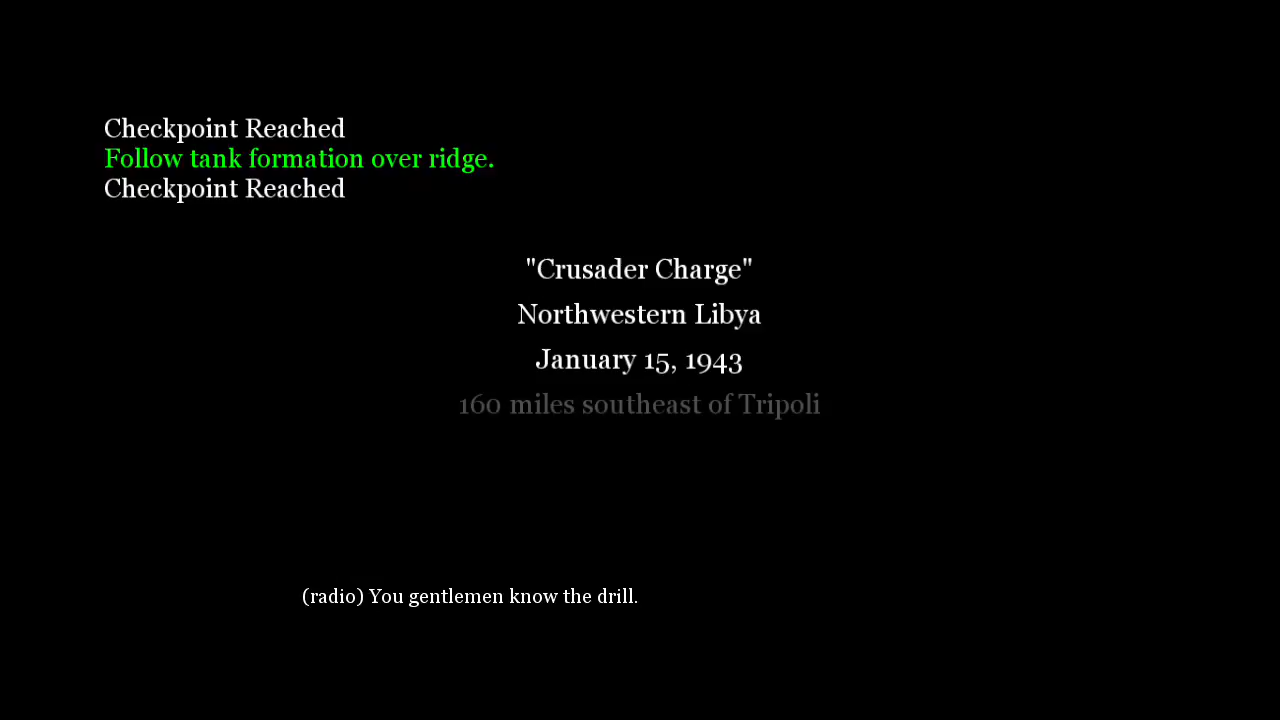 Checkpoint Reached
Follow tank formation over ridge.
Checkpoint Reached
"Crusader Charge"
Northwestern Libya
January 15, 1943
160 miles southeast of Tripoli
(radio) You gentlemen know the drill.